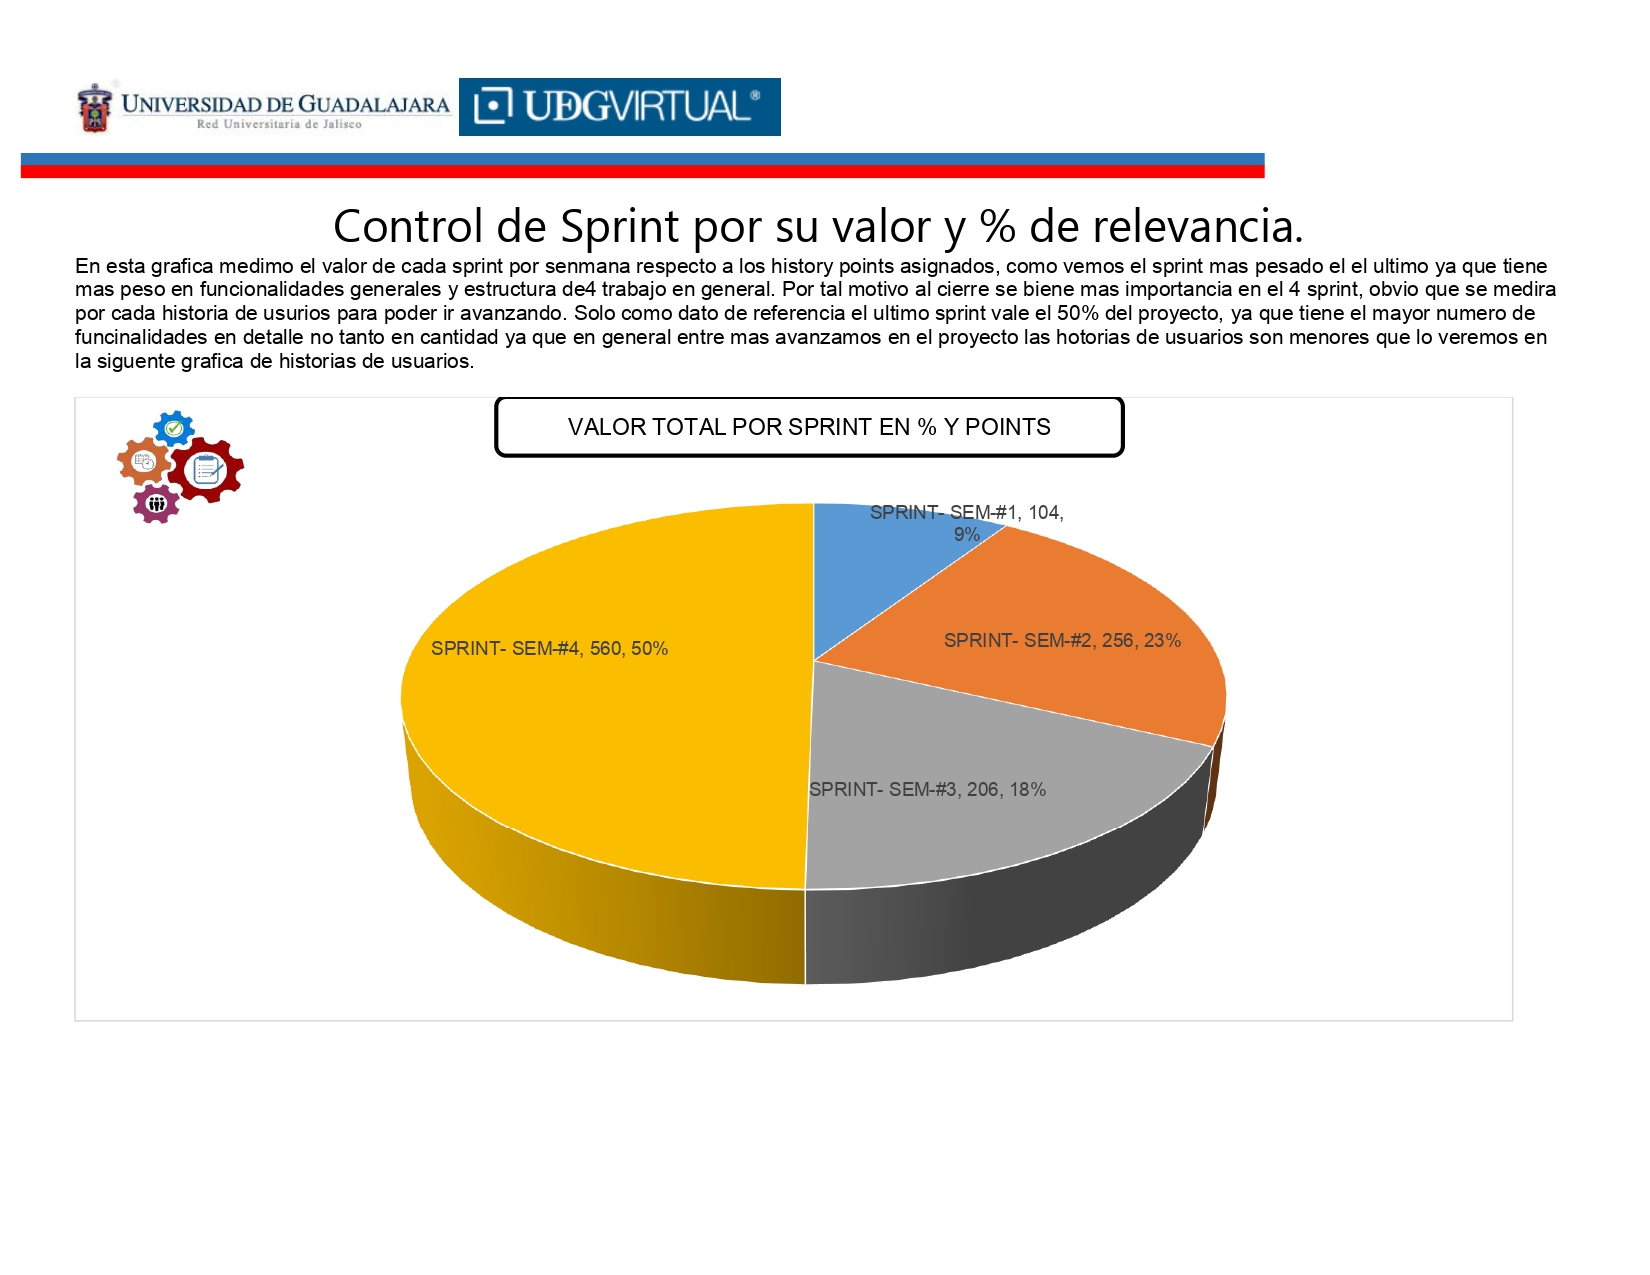 UNIVERSIDAD DE GUADALAJARA
Red Universitaria de Jalisco
UDGVIRTUAL®
Control de Sprint por su valor y % de relevancia.
En esta grafica medimo el valor de cada sprint por senmana respecto a los history points asignados, como vemos el sprint mas pesado el el ultimo ya que tiene
mas peso en funcionalidades generales y estructura de4 trabajo en general. Por tal motivo al cierre se biene mas importancia en el 4 sprint, obvio que se medira
por cada historia de usurios para poder ir avanzando. Solo como dato de referencia el ultimo sprint vale el 50% del proyecto, ya que tiene el mayor numero de
funcinalidades en detalle no tanto en cantidad ya que en general entre mas avanzamos en el proyecto las hotorias de usuarios son menores que lo veremos en
la siguente grafica de historias de usuarios.
VALOR TOTAL POR SPRINT EN % Y POINTS
SPRINT- SEM-#1, 104,
9%
SPRINT- SEM-#2, 256, 23%
SPRINT- SEM-#4, 560, 50%
SPRINT- SEM-#3, 206, 18%